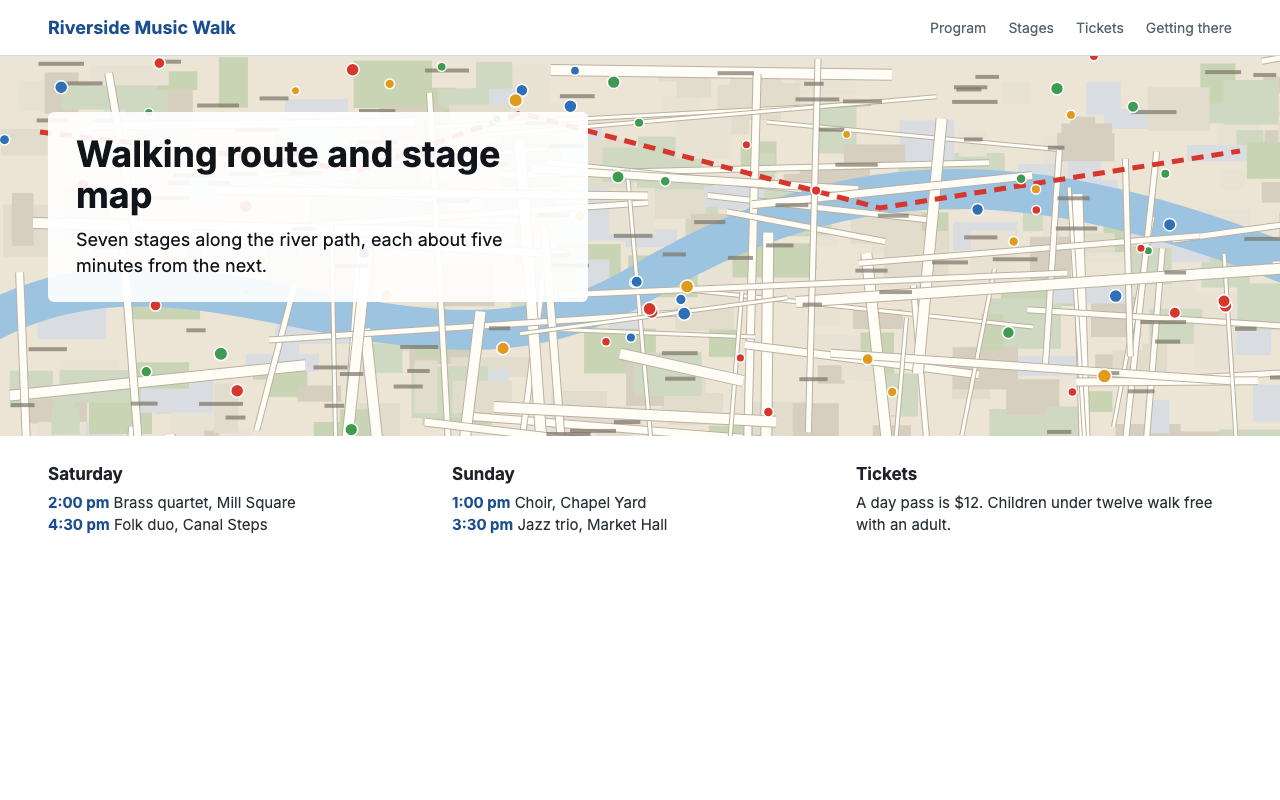 Riverside Music Walk
Program Stages Tickets Getting there
Walking route and stage
map
Seven stages along the river path, each about five
minutes from the next.
Saturday
2:00 pm Brass quartet, Mill Square
4:30 pm Folk duo, Canal Steps
Sunday
1:00 pm Choir, Chapel Yard
3:30 pm Jazz trio, Market Hall
Tickets
A day pass is $12. Children under twelve walk free
with an adult.